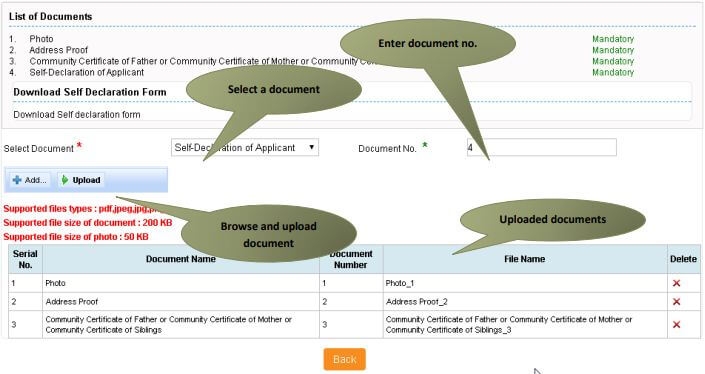 List of Documents
1. Photo Mandatory
2. Address Proof Mandatory
3. Community Certificate of Father or Community Certificate of Mother or Community Mandatory
4. Self-Declaration of Applicant Mandatory
Enter document no.
Download Self Declaration Form
Select a document
Download Self declaration form
Select Document * Self-Declaration of Applicant Document No. * 4
Add... Upload
Supported files types : pdf,jpeg,jpg,
Supported file size of document : 200 KB
Supported file size of photo : 50 KB
Browse and upload
document
Uploaded documents
Serial No. Document Name Document Number File Name Delete
1 Photo 1 Photo_1
2 Address Proof 2 Address Proof_2
3 Community Certificate of Father or Community Certificate of Mother or 3 Community Certificate of Father or Community Certificate of Mother or
Community Certificate of Siblings Community Certificate of Siblings_3
Back